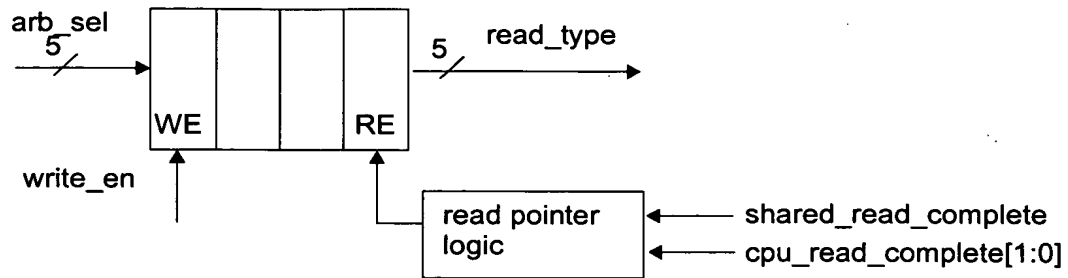 arb_sel
5
5
read_type
WE
RE
write_en
read pointer
logic
shared_read_complete
cpu_read_complete[1:0]